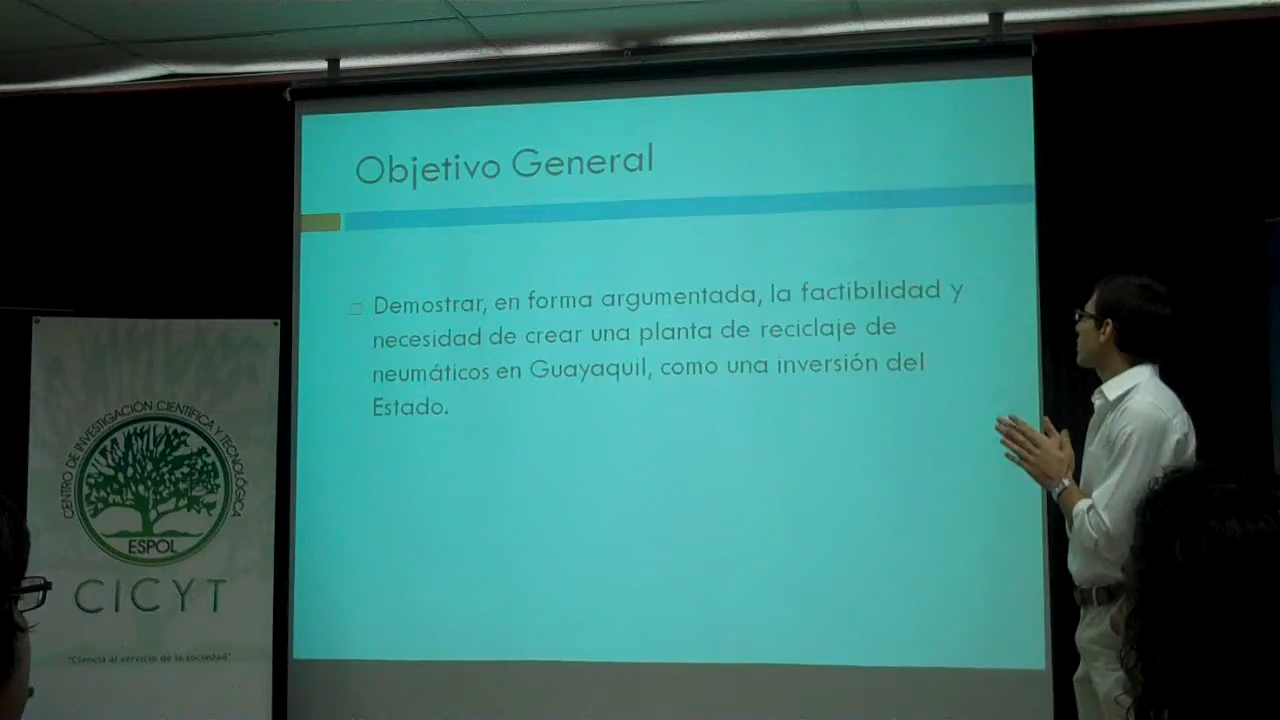 Objetivo General
Demostrar, en forma argumentada, la factibilidad y
necesidad de crear una planta de reciclaje de
neumáticos en Guayaquil, como una inversión del
Estado.
CENTRO DE INVESTIGACIÓN CIENTÍFICA Y TECNOLÓGICA
ESPOL
CICYT
"Ciencia al servicio de la sociedad"